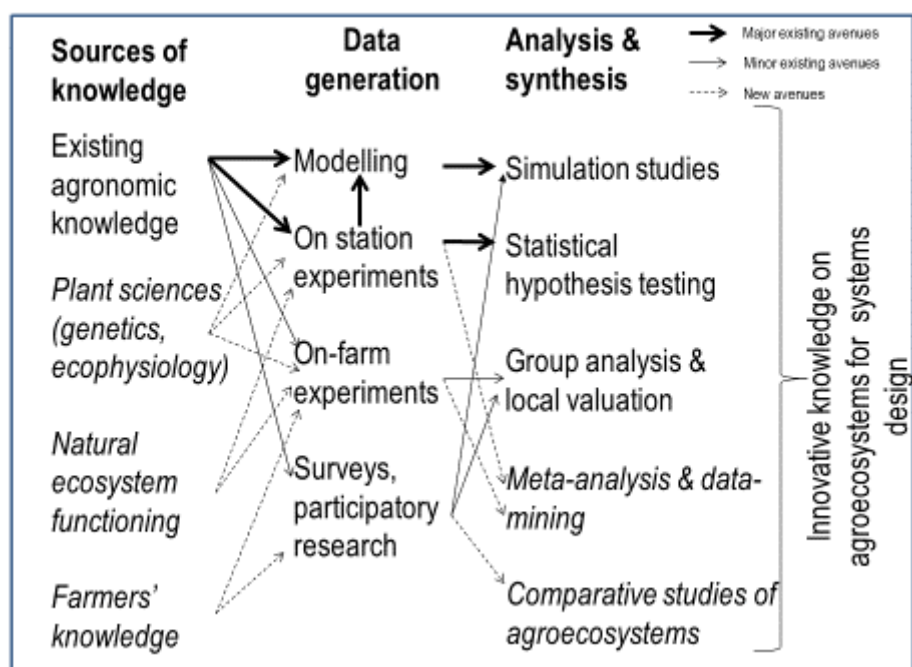 Sources of
knowledge
Existing
agronomic
knowledge
Plant sciences
(genetics,
ecophysiology)
Natural
ecosystem
functioning
Farmers'
knowledge
Data
generation
Modelling
On station
experiments
On-farm
experiments
Surveys,
participatory
research
Analysis &
synthesis
Simulation studies
Statistical
hypothesis testing
Group analysis &
local valuation
Meta-analysis & data-
mining
Comparative studies of
agroecosystems
Major existing avenues
Minor existing avenues
New avenues
Innovative knowledge on
agroecosystems for systems
design